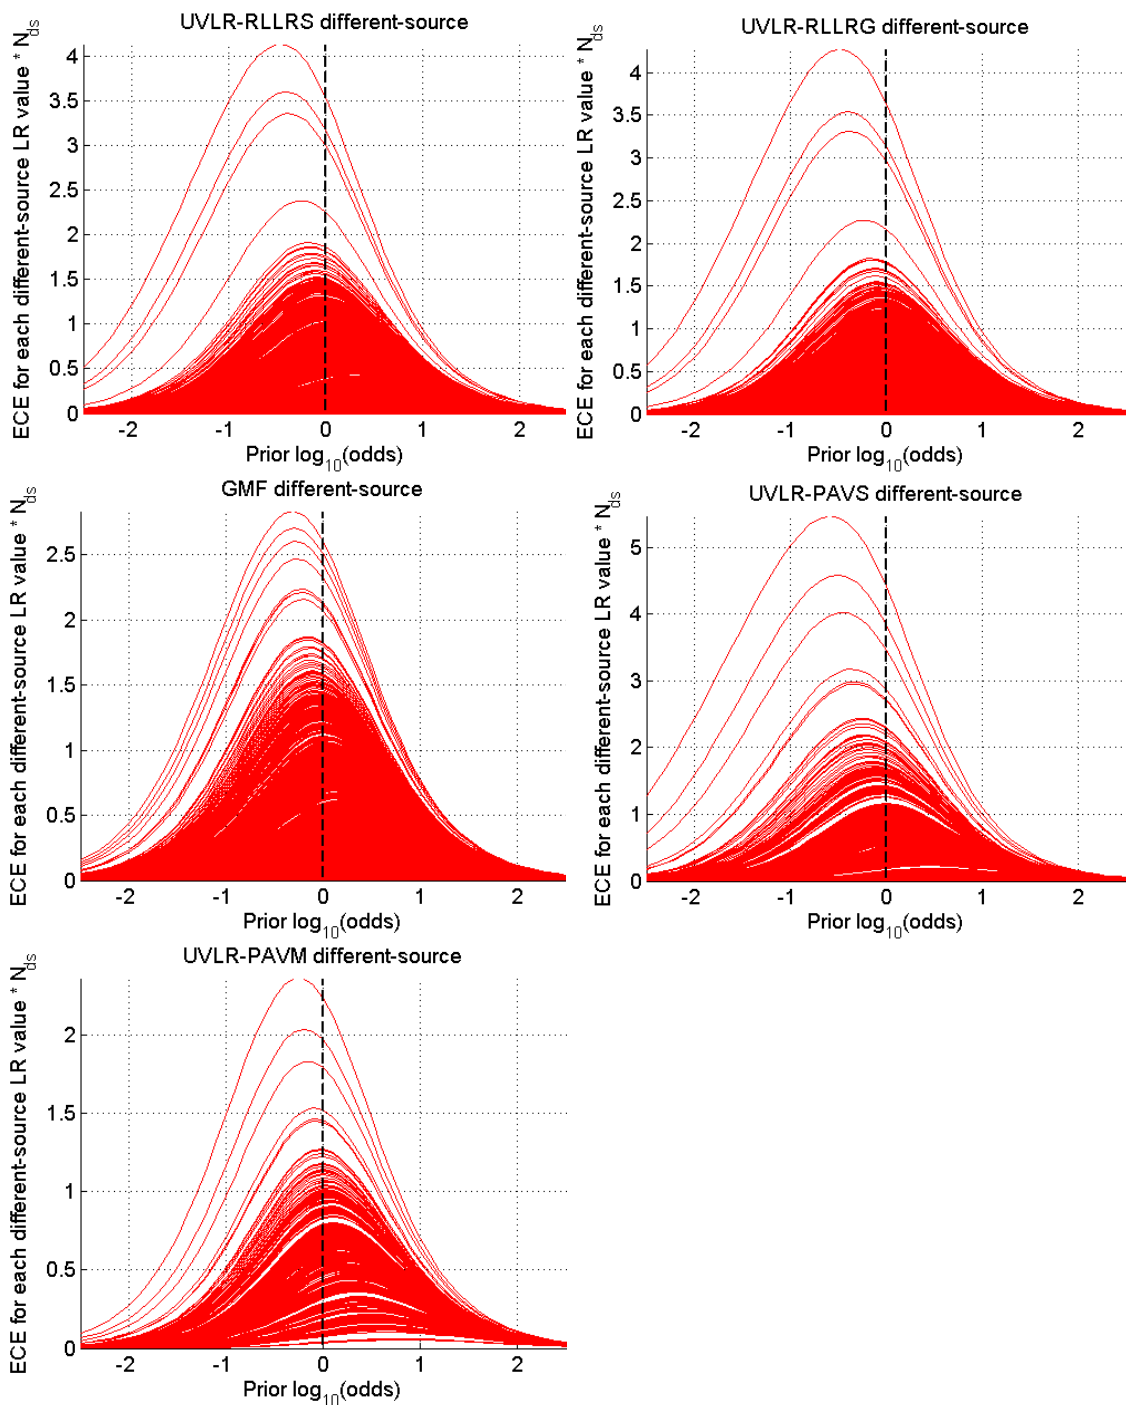 UVLR-RLLRS different-source
ECE for each different-source LR value * N_ds
4
3.5
3
2.5
2
1.5
1
0.5
0
-2 -1 0 1 2
Prior log_10(odds)
UVLR-RLLRG different-source
ECE for each different-source LR value * N_ds
4
3.5
3
2.5
2
1.5
1
0.5
0
-2 -1 0 1 2
Prior log_10(odds)
GMF different-source
ECE for each different-source LR value * N_ds
2.5
2
1.5
1
0.5
0
-2 -1 0 1 2
Prior log_10(odds)
UVLR-PAVS different-source
ECE for each different-source LR value * N_ds
5
4
3
2
1
0
-2 -1 0 1 2
Prior log_10(odds)
UVLR-PAVM different-source
ECE for each different-source LR value * N_ds
2
1.5
1
0.5
0
-2 -1 0 1 2
Prior log_10(odds)